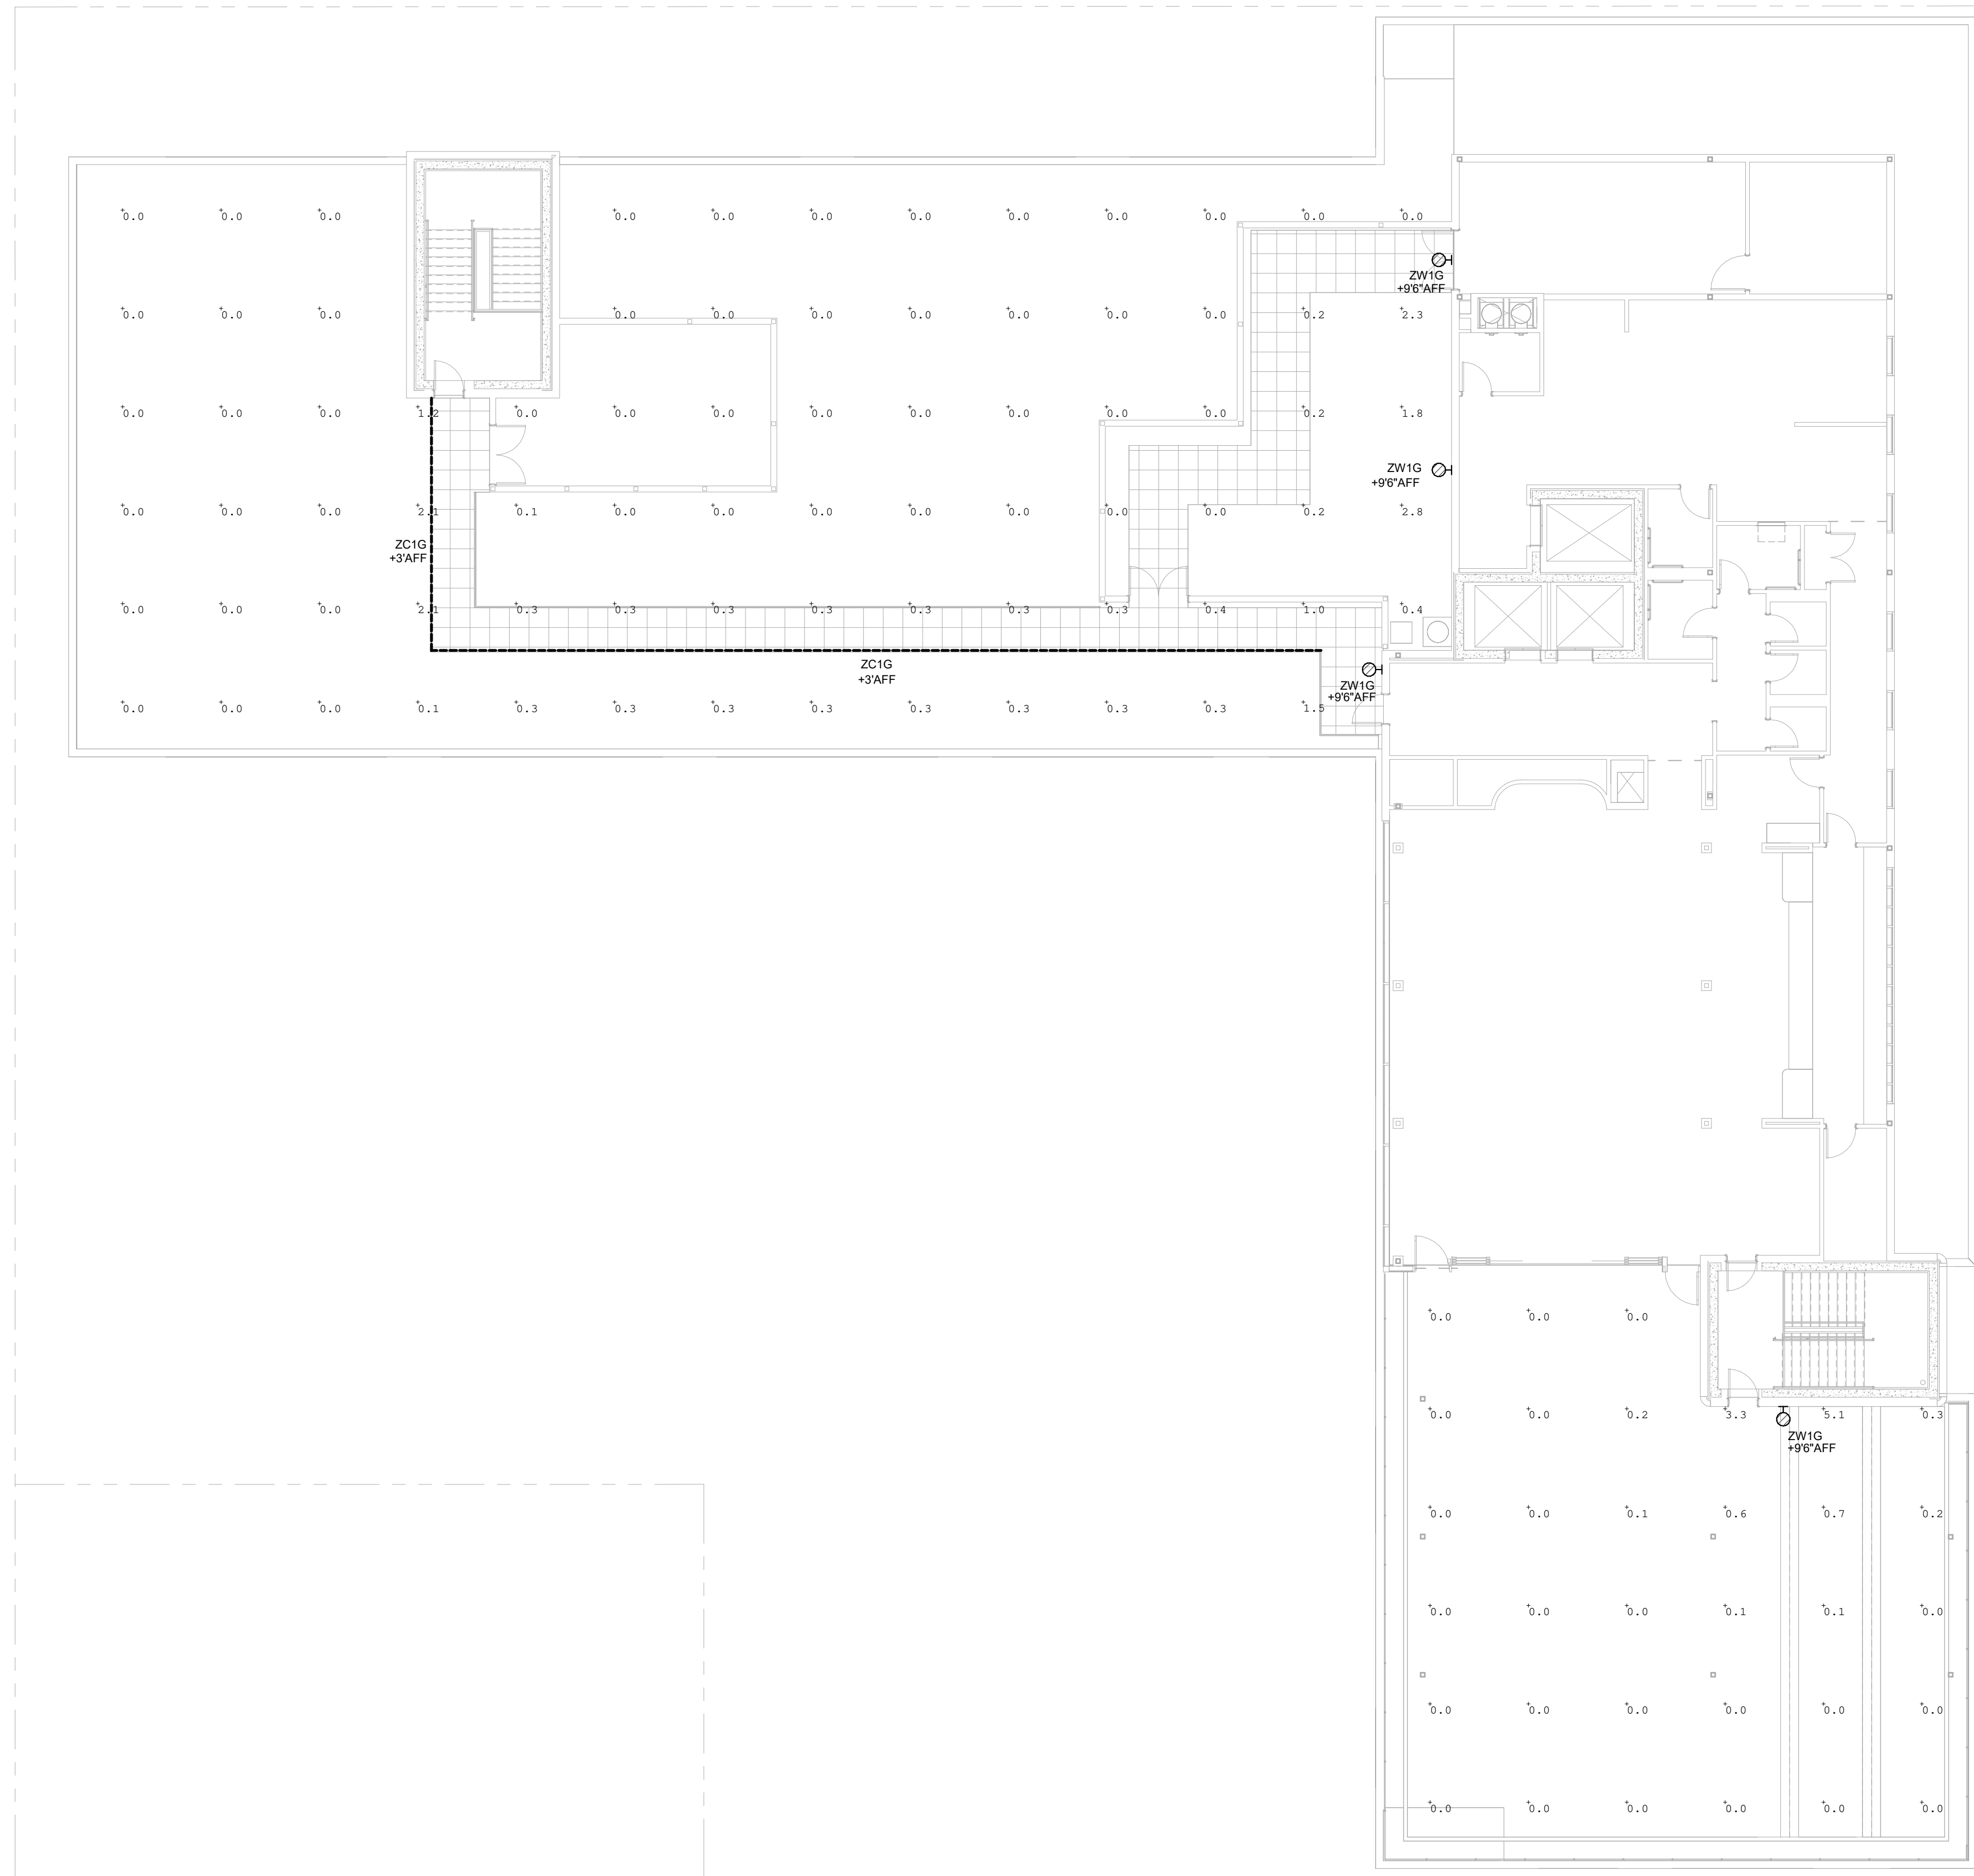 +0.0 +0.0 +0.0 +0.0 +0.0 +0.0 +0.0 +0.0 +0.0 +0.0 +0.0 +0.0
ZW1G
+9'6"AFF
+0.0 +0.0 +0.0 +0.0 +0.0 +0.0 +0.0 +0.0 +0.0 +0.0 +0.2 +2.3
+0.0 +0.0 +0.0 +1.2 +0.0 +0.0 +0.0 +0.0 +0.0 +0.0 +0.0 +0.0 +0.2 +1.8
ZW1G
+9'6"AFF
+0.0 +0.0 +0.0 +2.1 +0.1 +0.0 +0.0 +0.0 +0.0 +0.0 +0.0 +0.0 +0.2 +2.8
ZC1G
+3'AFF
+0.0 +0.0 +0.0 +2.1 +0.3 +0.3 +0.3 +0.3 +0.3 +0.3 +0.3 +0.4 +1.0 +0.4
ZC1G
+3'AFF
ZW1G
+9'6"AFF
+0.0 +0.0 +0.0 +0.1 +0.3 +0.3 +0.3 +0.3 +0.3 +0.3 +0.3 +0.3 +1.5
+0.0 +0.0 +0.0
+0.0 +0.0 +0.2 +3.3 +5.1 +0.3
ZW1G
+9'6"AFF
+0.0 +0.0 +0.1 +0.6 +0.7 +0.2
+0.0 +0.0 +0.0 +0.1 +0.1 +0.0
+0.0 +0.0 +0.0 +0.0 +0.0 +0.0
+0.0 +0.0 +0.0 +0.0 +0.0 +0.0